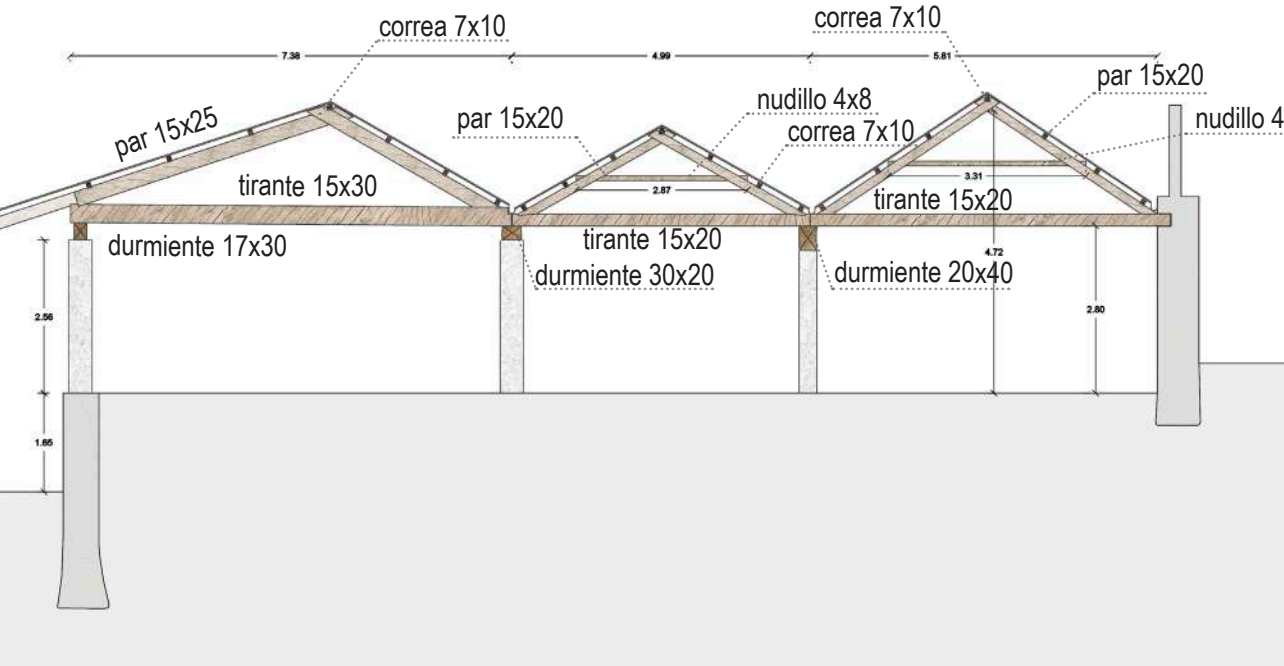 correa 7x10
correa 7x10
7.38
4.99
5.81
par 15x25
par 15x20
nudillo 4x8
correa 7x10
par 15x20
nudillo 4
tirante 15x30
2.87
3.31
tirante 15x20
durmiente 17x30
tirante 15x20
durmiente 30x20
durmiente 20x40
4.72
2.56
2.80
1.65